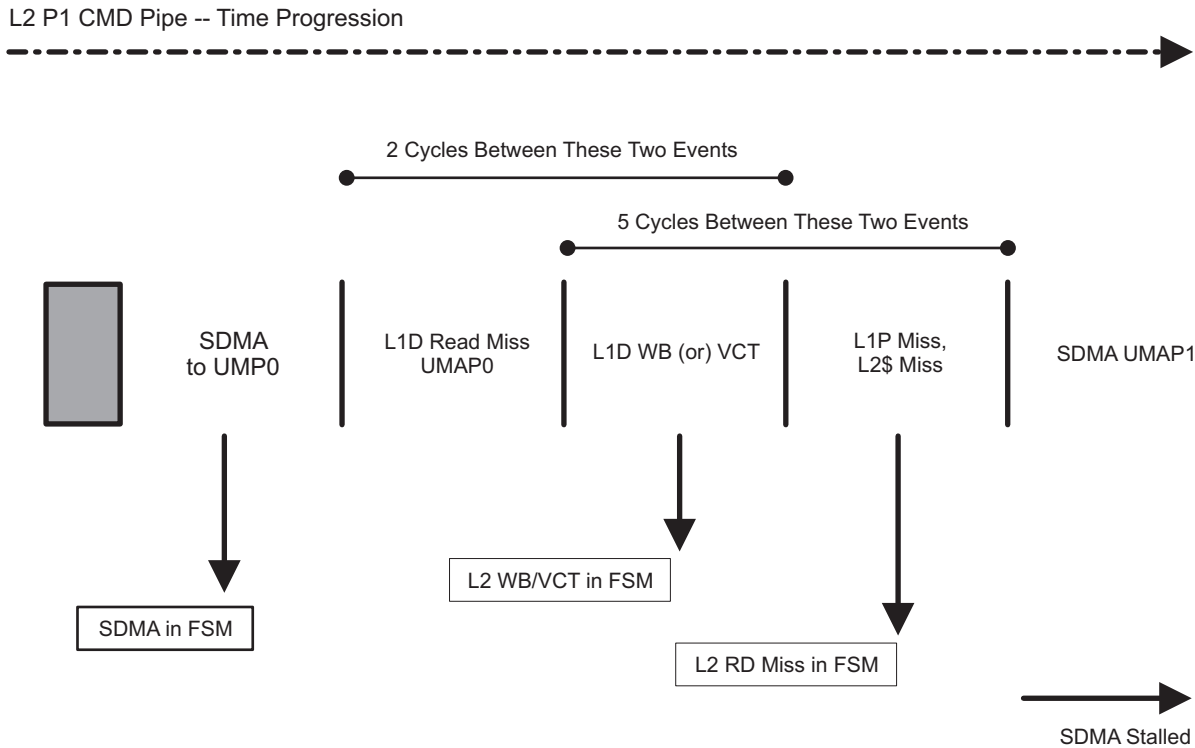 L2 P1 CMD Pipe -- Time Progression
2 Cycles Between These Two Events
5 Cycles Between These Two Events
SDMA
to UMP0
L1D Read Miss
UMAP0
L1D WB (or) VCT
L1P Miss,
L2$ Miss
SDMA UMAP1
L2 WB/VCT in FSM
SDMA in FSM
L2 RD Miss in FSM
SDMA Stalled